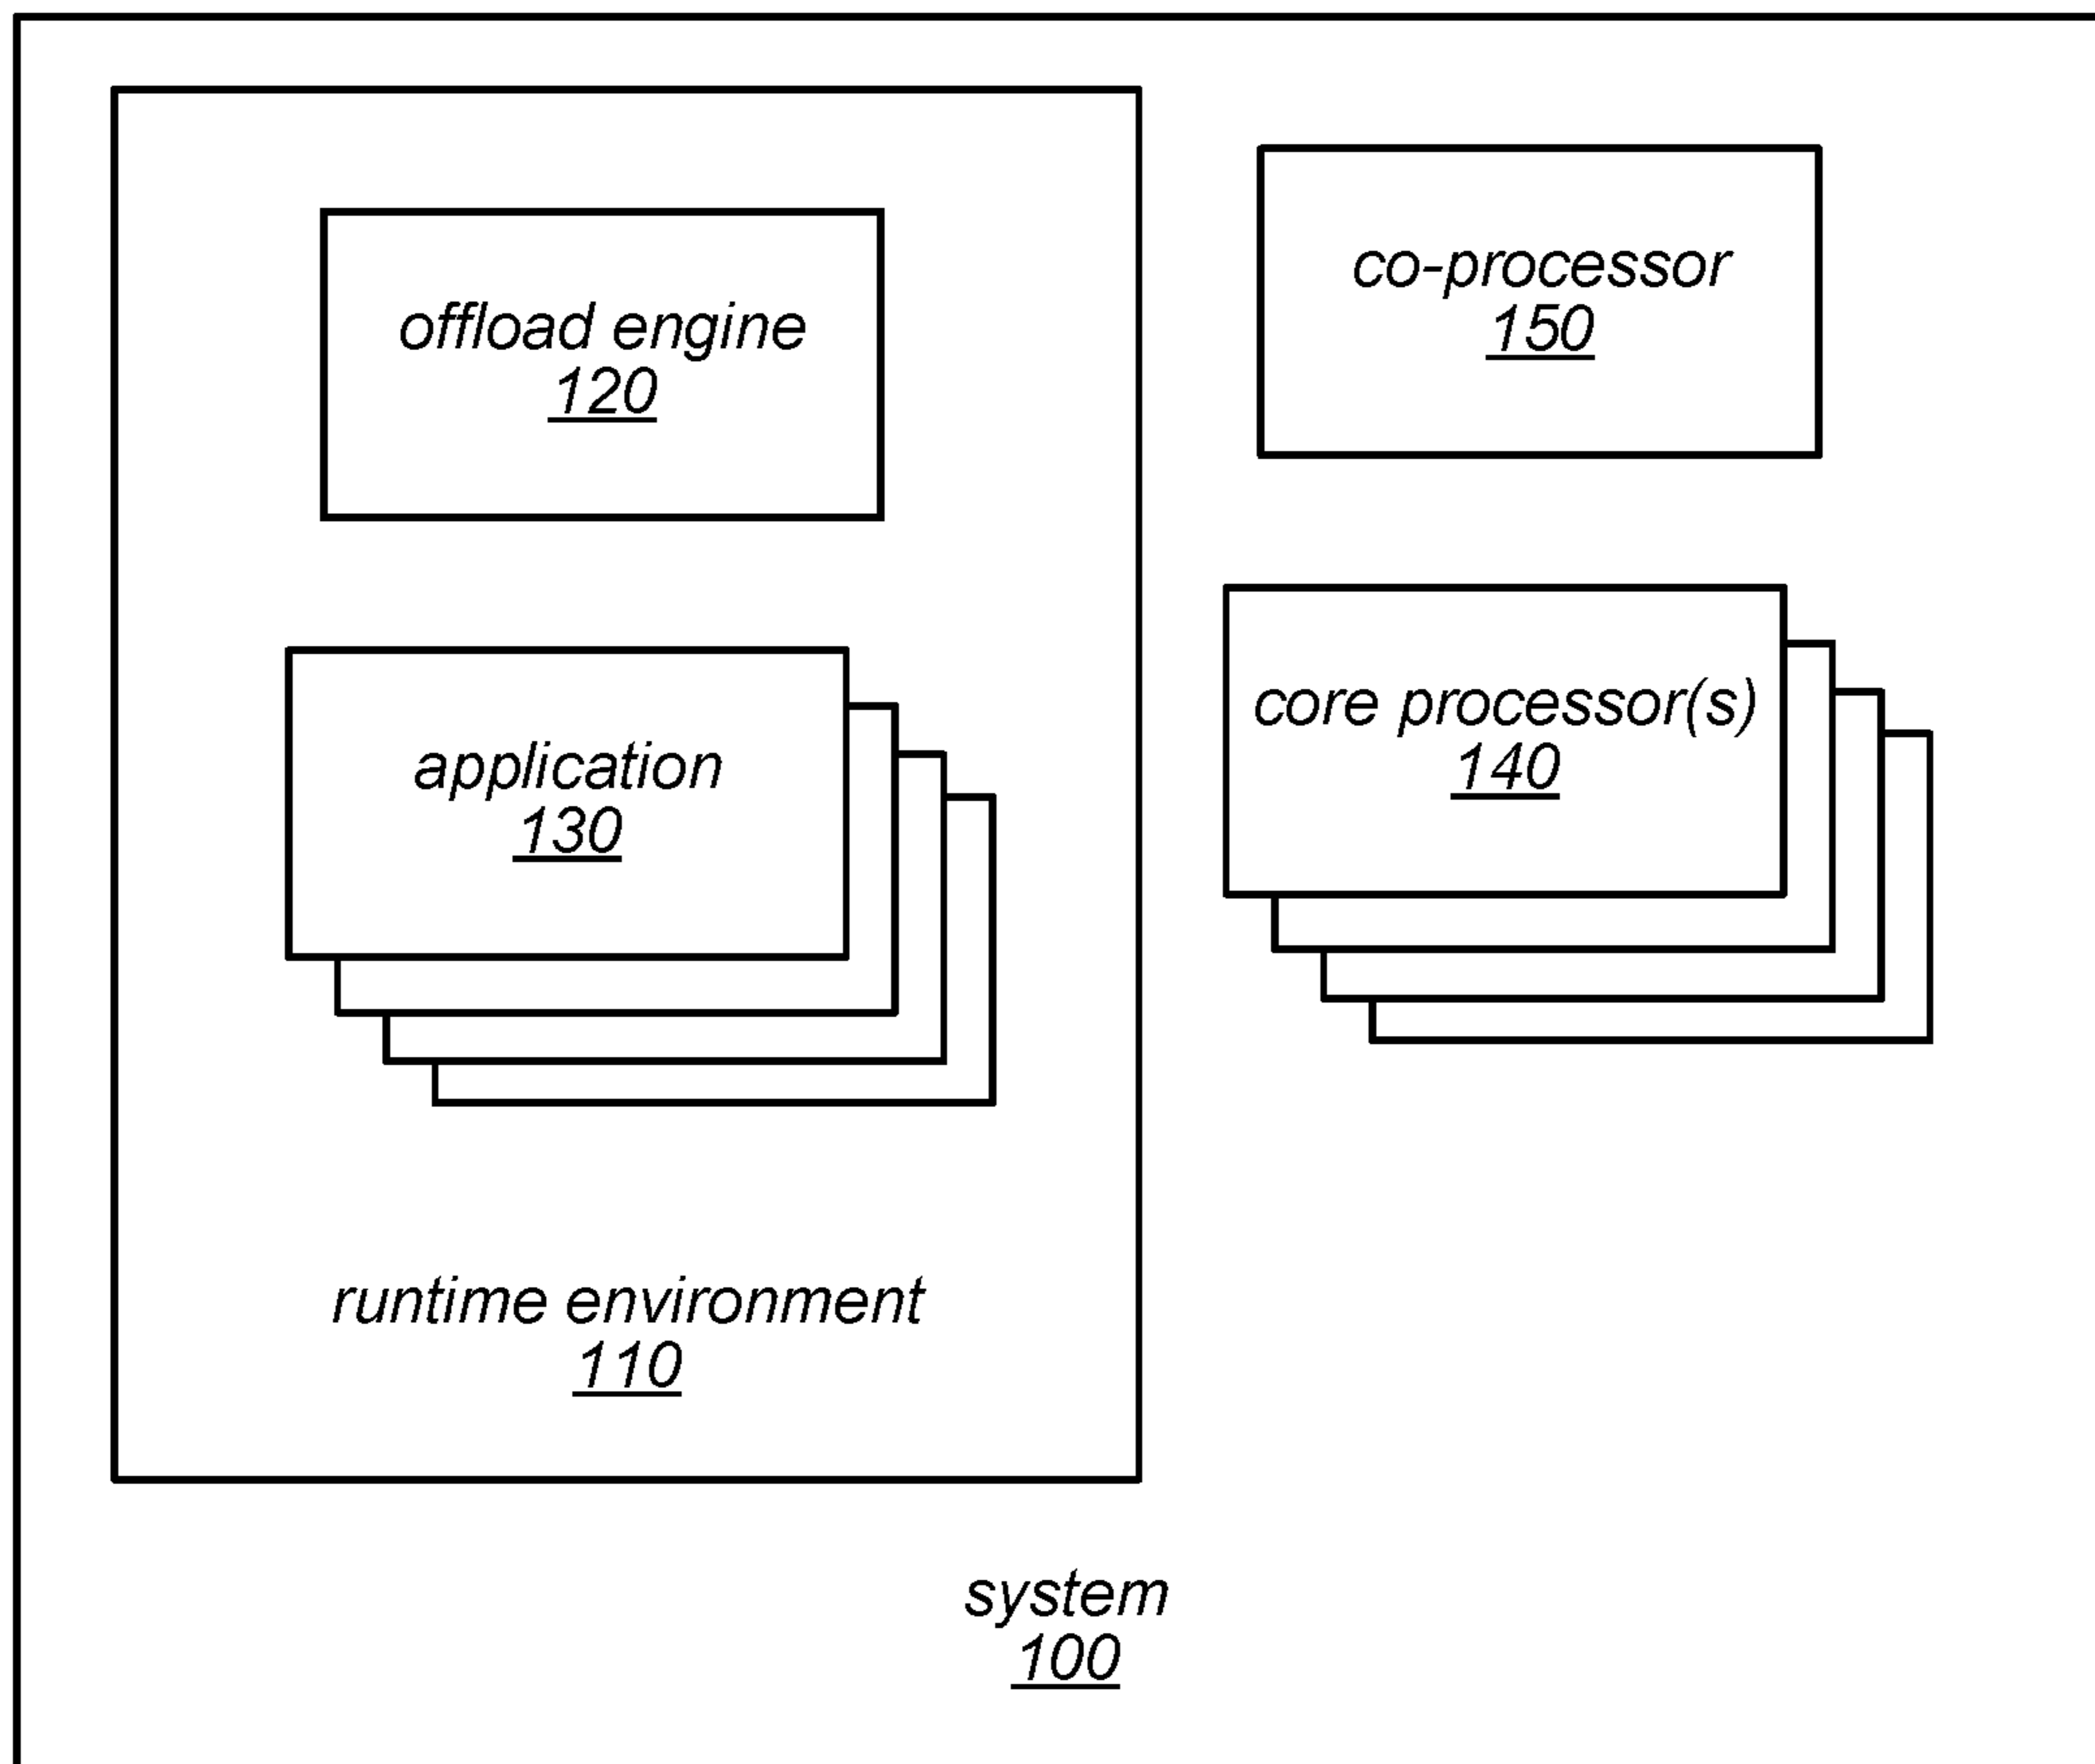 offload engine
120
co-processor
150
application
130
core processor(s)
140
runtime environment
110
system
100